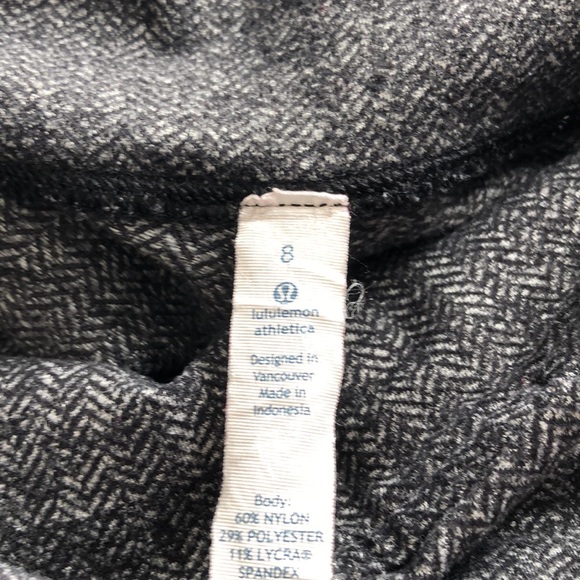 8
lululemon
athletica
Designed in
Vancouver
Made in
Indonesia
Body:
60% NYLON
29% POLYESTER
11% LYCRA®
SPANDEX